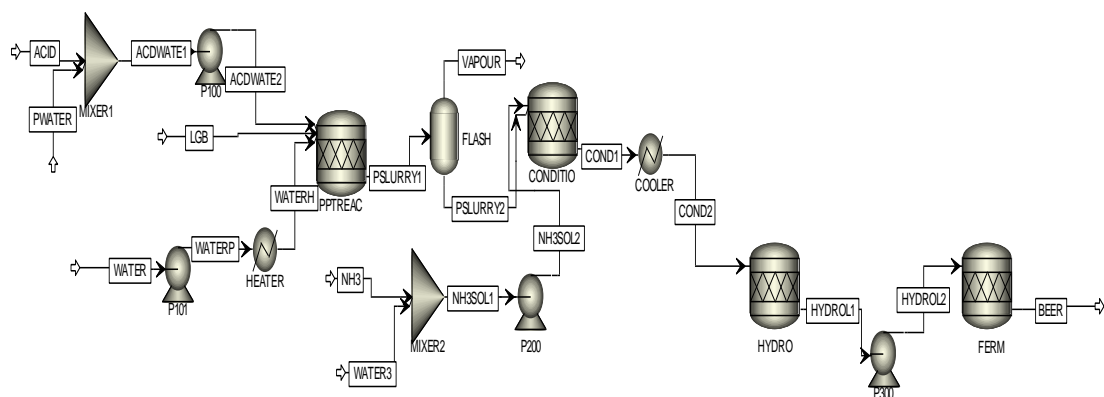 ACID
PWATER
MIXER1
ACDWATE1
P100
ACDWATE2
LGB
WATER
P101
WATERP
HEATER
WATERH
PPTREAC
PSLURRY1
FLASH
VAPOUR
PSLURRY2
NH3
WATER3
MIXER2
NH3SOL1
P200
NH3SOL2
CONDITIO
COND1
COOLER
COND2
HYDRO
HYDROL1
P300
HYDROL2
FERM
BEER